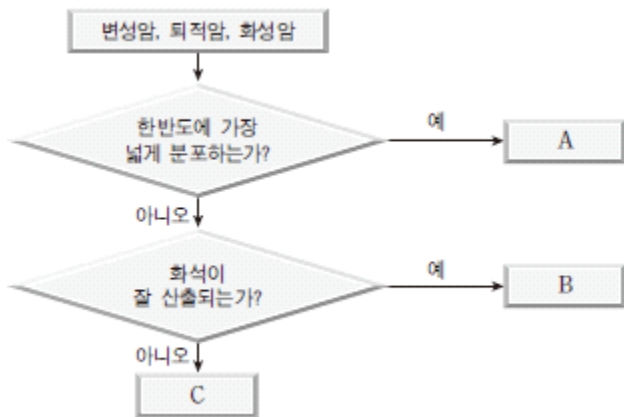 변성암, 퇴적암, 화성암
한반도에 가장
넓게 분포하는가?
예
A
아니오
화석이
잘 산출되는가?
예
B
아니오
C